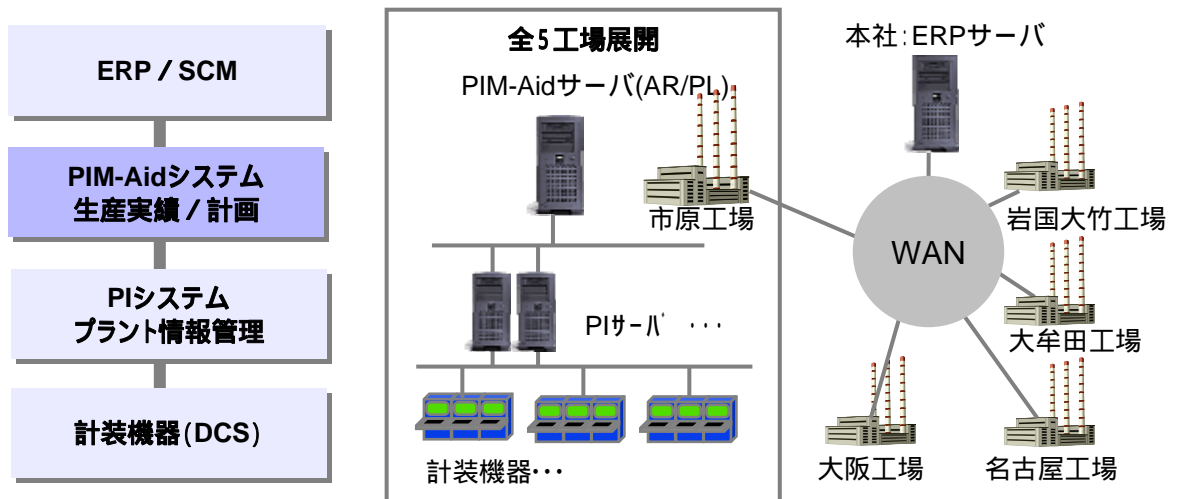 ERP／SCM
PIM-Aidシステム
生産実績／計画
PIシステム
プラント情報管理
計装機器(DCS)
全5工場展開
PIM-Aidサーバ(AR/PL)
市原工場
PIｻｰﾊﾞ ･･･
計装機器･･･
本社：ERPサーバ
WAN
岩国大竹工場
大牟田工場
名古屋工場
大阪工場